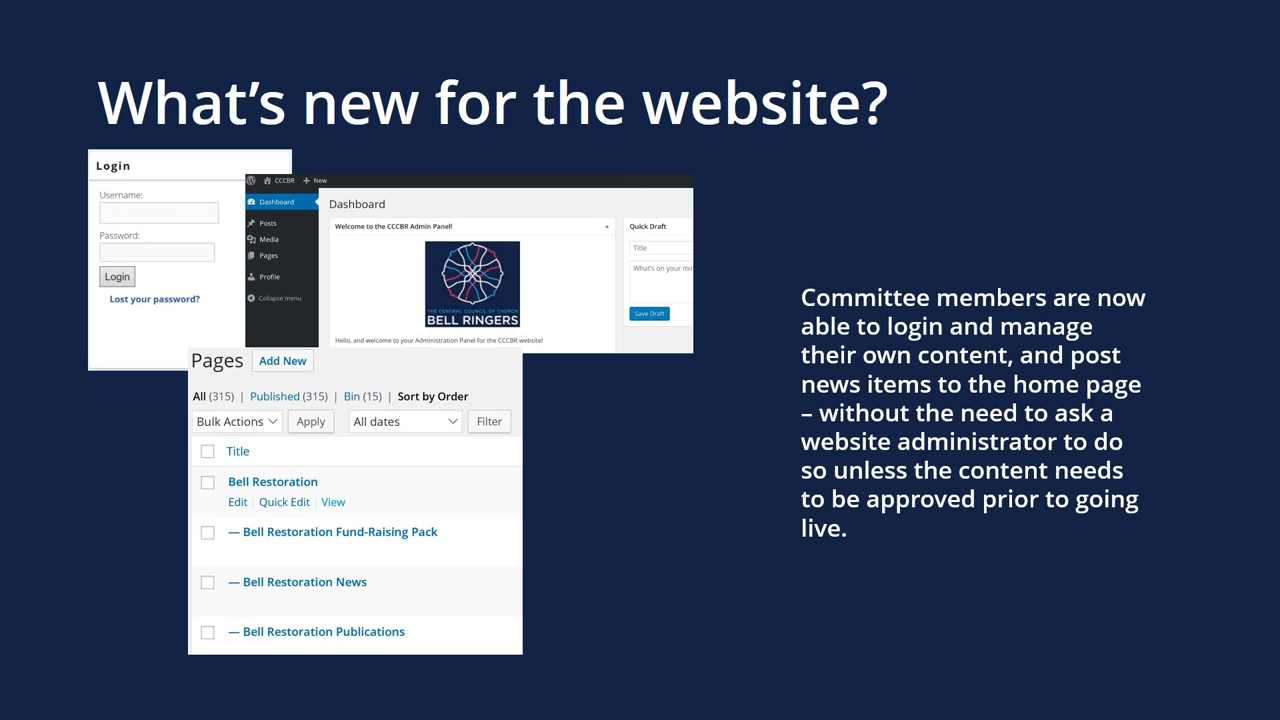 What’s new for the website?
Login
Username:
Password:
Login
Lost your password?
CCCBR
New
Dashboard
Posts
Media
Pages
Profile
Collapse menu
Dashboard
Welcome to the CCCBR Admin Panel!
THE CENTRAL COUNCIL OF CHURCH
BELL RINGERS
Hello, and welcome to your Administration Panel for the CCCBR website!
Quick Draft
Title
What's on your
Save Draft
Pages
Add New
All (315) | Published (315) | Bin (15) | Sort by Order
Bulk Actions
Apply
All dates
Filter
Title
Bell Restoration
Edit | Quick Edit | View
— Bell Restoration Fund-Raising Pack
— Bell Restoration News
— Bell Restoration Publications
Committee members are now
able to login and manage
their own content, and post
news items to the home page
– without the need to ask a
website administrator to do
so unless the content needs
to be approved prior to going
live.